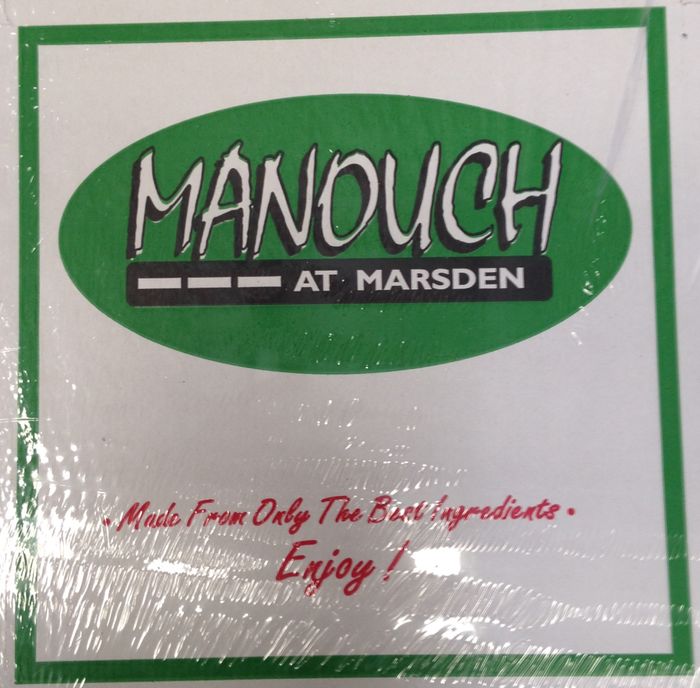 MANOUCH
AT MARSDEN
• Made From Only The Best Ingredients •
Enjoy!